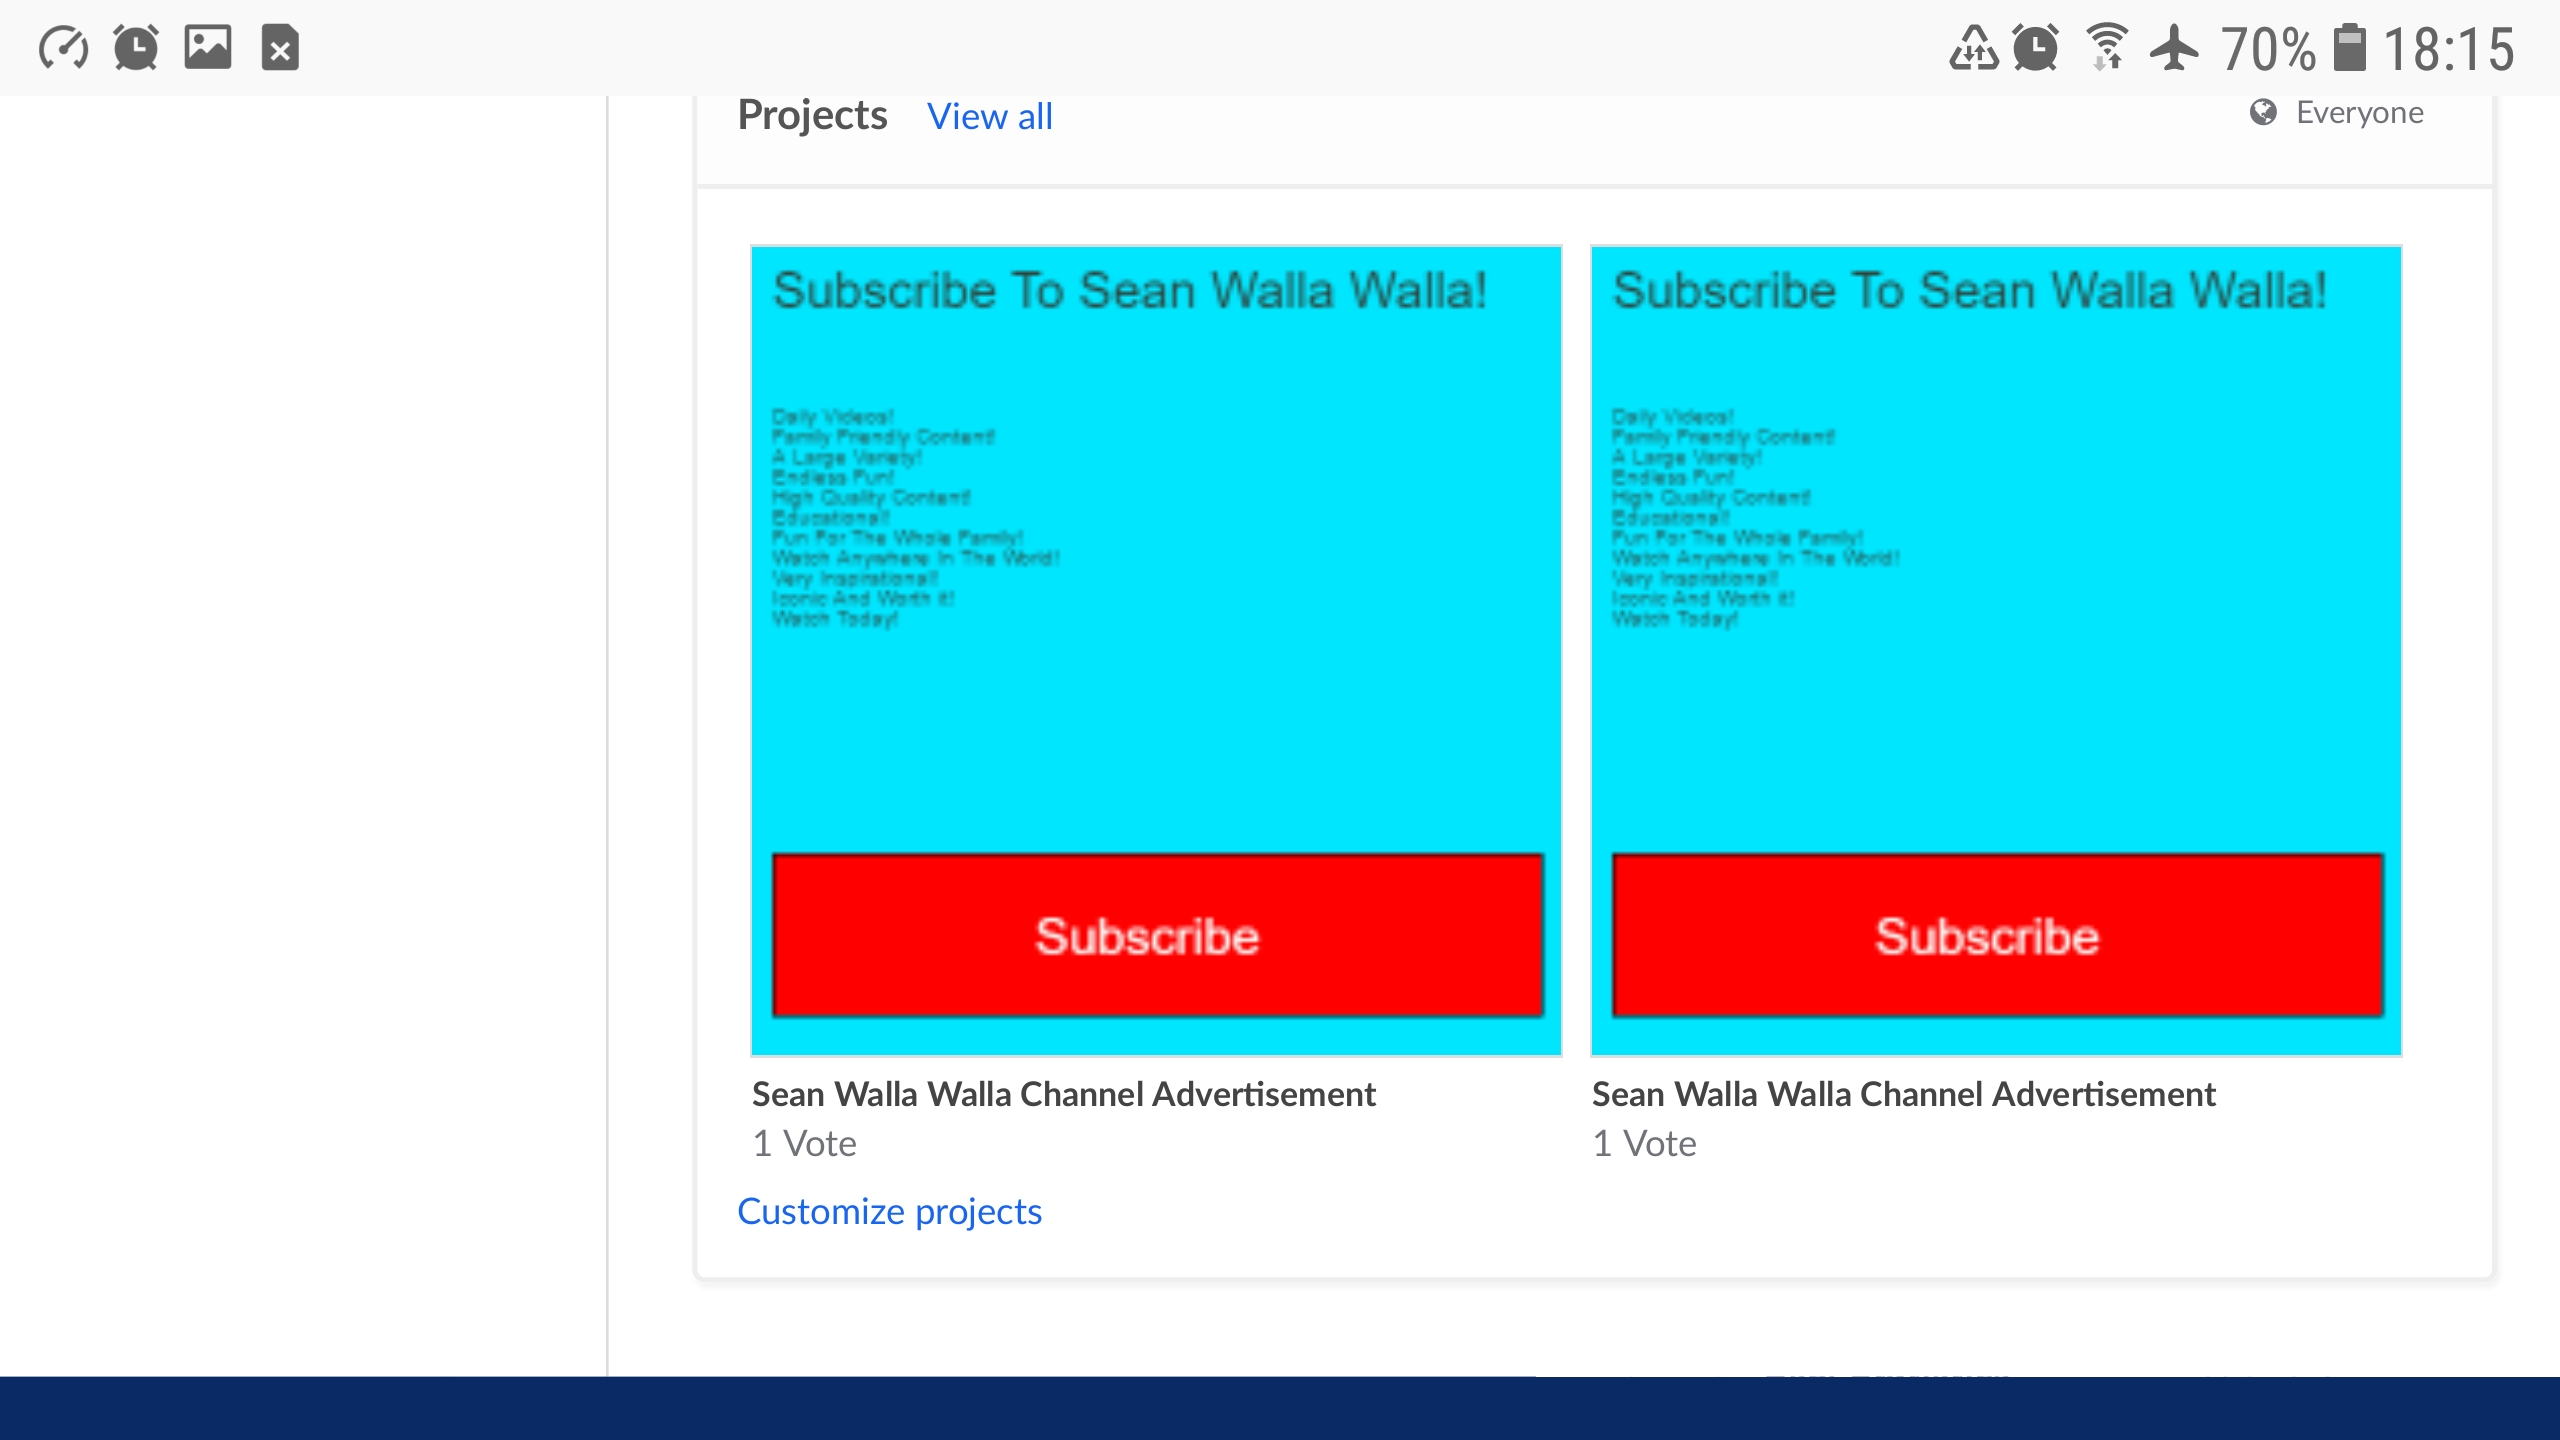 70% 18:15
Projects View all Everyone
Subscribe To Sean Walla Walla!
Daily Videos!
Family Friendly Content!
A Large Variety!
Endless Fun!
High Quality Content!
Educational!
Fun For The Whole Family!
Watch Anywhere In The World!
Very Inspirational!
Iconic And Worth it!
Watch Today!
Subscribe
Sean Walla Walla Channel Advertisement
1 Vote
Subscribe To Sean Walla Walla!
Daily Videos!
Family Friendly Content!
A Large Variety!
Endless Fun!
High Quality Content!
Educational!
Fun For The Whole Family!
Watch Anywhere In The World!
Very Inspirational!
Iconic And Worth it!
Watch Today!
Subscribe
Sean Walla Walla Channel Advertisement
1 Vote
Customize projects